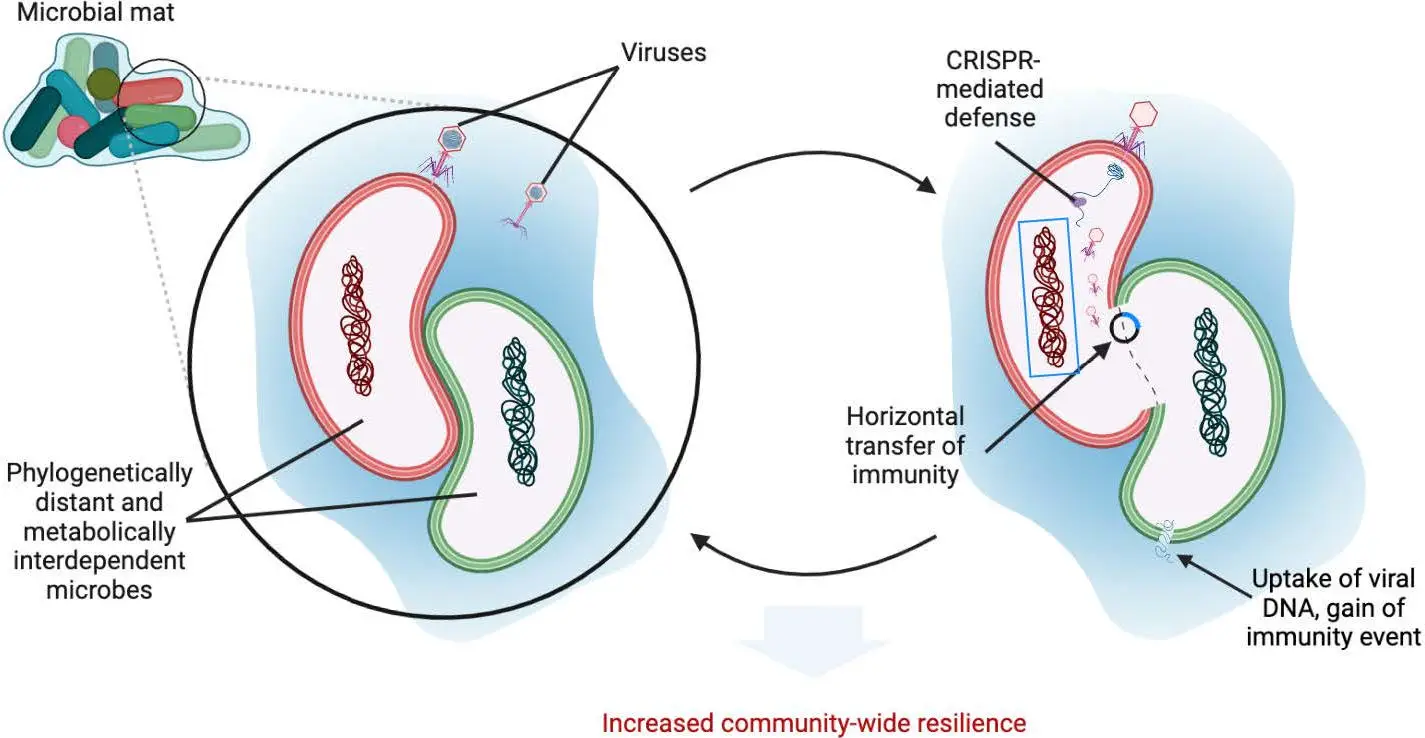 Microbial mat
Viruses
CRISPR-
mediated
defense
Horizontal
transfer of
immunity
Phylogenetically
distant and
metabolically
interdependent
microbes
Uptake of viral
DNA, gain of
immunity event
Increased community-wide resilience